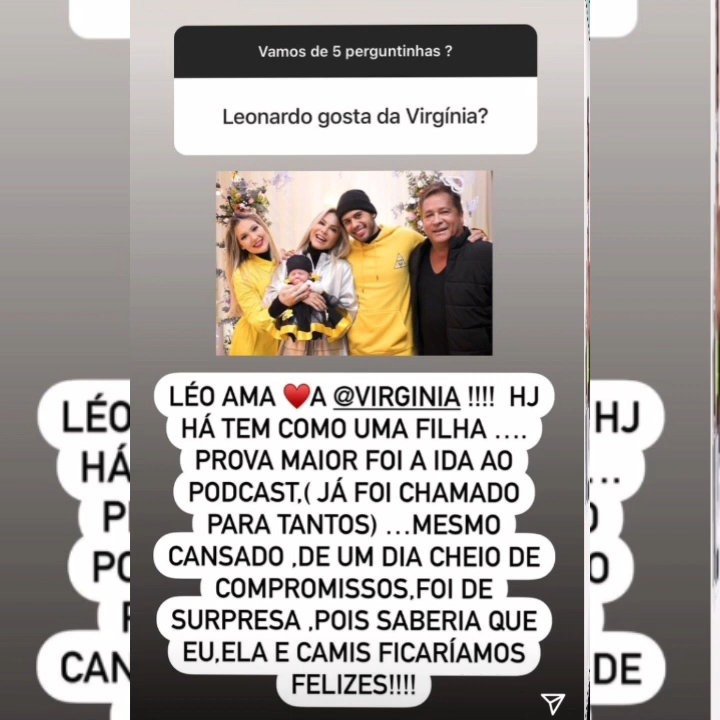 Vamos de 5 perguntinhas ?
Leonardo gosta da Virgínia?
LÉO AMA ❤️A @VIRGINIA !!!! HJ
HÁ TEM COMO UMA FILHA ....
PROVA MAIOR FOI A IDA AO
PODCAST,( JÁ FOI CHAMADO
PARA TANTOS) ...MESMO
CANSADO ,DE UM DIA CHEIO DE
COMPROMISSOS,FOI DE
SURPRESA ,POIS SABERIA QUE
EU,ELA E CAMIS FICARÍAMOS
FELIZES!!!!